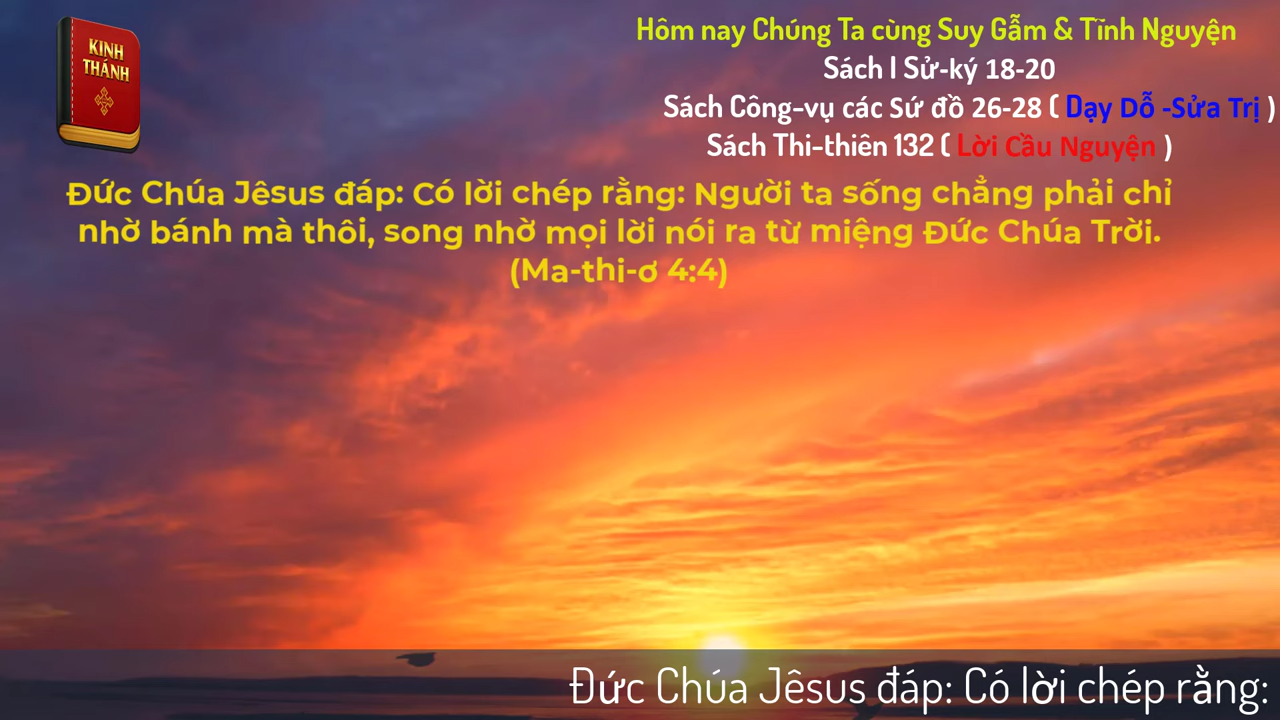 KINH
THÁNH
Hôm nay Chúng Ta cùng Suy Gẫm & Tĩnh Nguyện
Sách I Sử-ký 18-20
Sách Công-vụ các Sứ đồ 26-28 ( Dạy Dỗ -Sửa Trị )
Sách Thi-thiên 132 ( Lời Cầu Nguyện )
Đức Chúa Jêsus đáp: Có lời chép rằng: Người ta sống chẳng phải chỉ
nhờ bánh mà thôi, song nhờ mọi lời nói ra từ miệng Đức Chúa Trời.
(Ma-thi-ơ 4:4)
Đức Chúa Jêsus đáp: Có lời chép rằng: